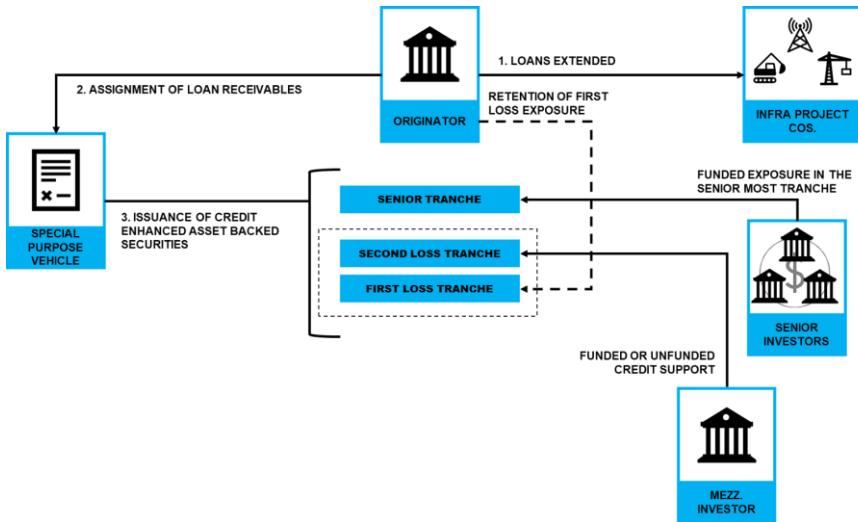 1. LOANS EXTENDED
2. ASSIGNMENT OF LOAN RECEIVABLES
RETENTION OF FIRST
LOSS EXPOSURE
ORIGINATOR
INFRA PROJECT
COS.
FUNDED EXPOSURE IN THE
SENIOR MOST TRANCHE
SENIOR TRANCHE
3. ISSUANCE OF CREDIT
ENHANCED ASSET BACKED
SECURITIES
SPECIAL
PURPOSE
VEHICLE
SECOND LOSS TRANCHE
FIRST LOSS TRANCHE
$
SENIOR
INVESTORS
FUNDED OR UNFUNDED
CREDIT SUPPORT
MEZZ.
INVESTOR